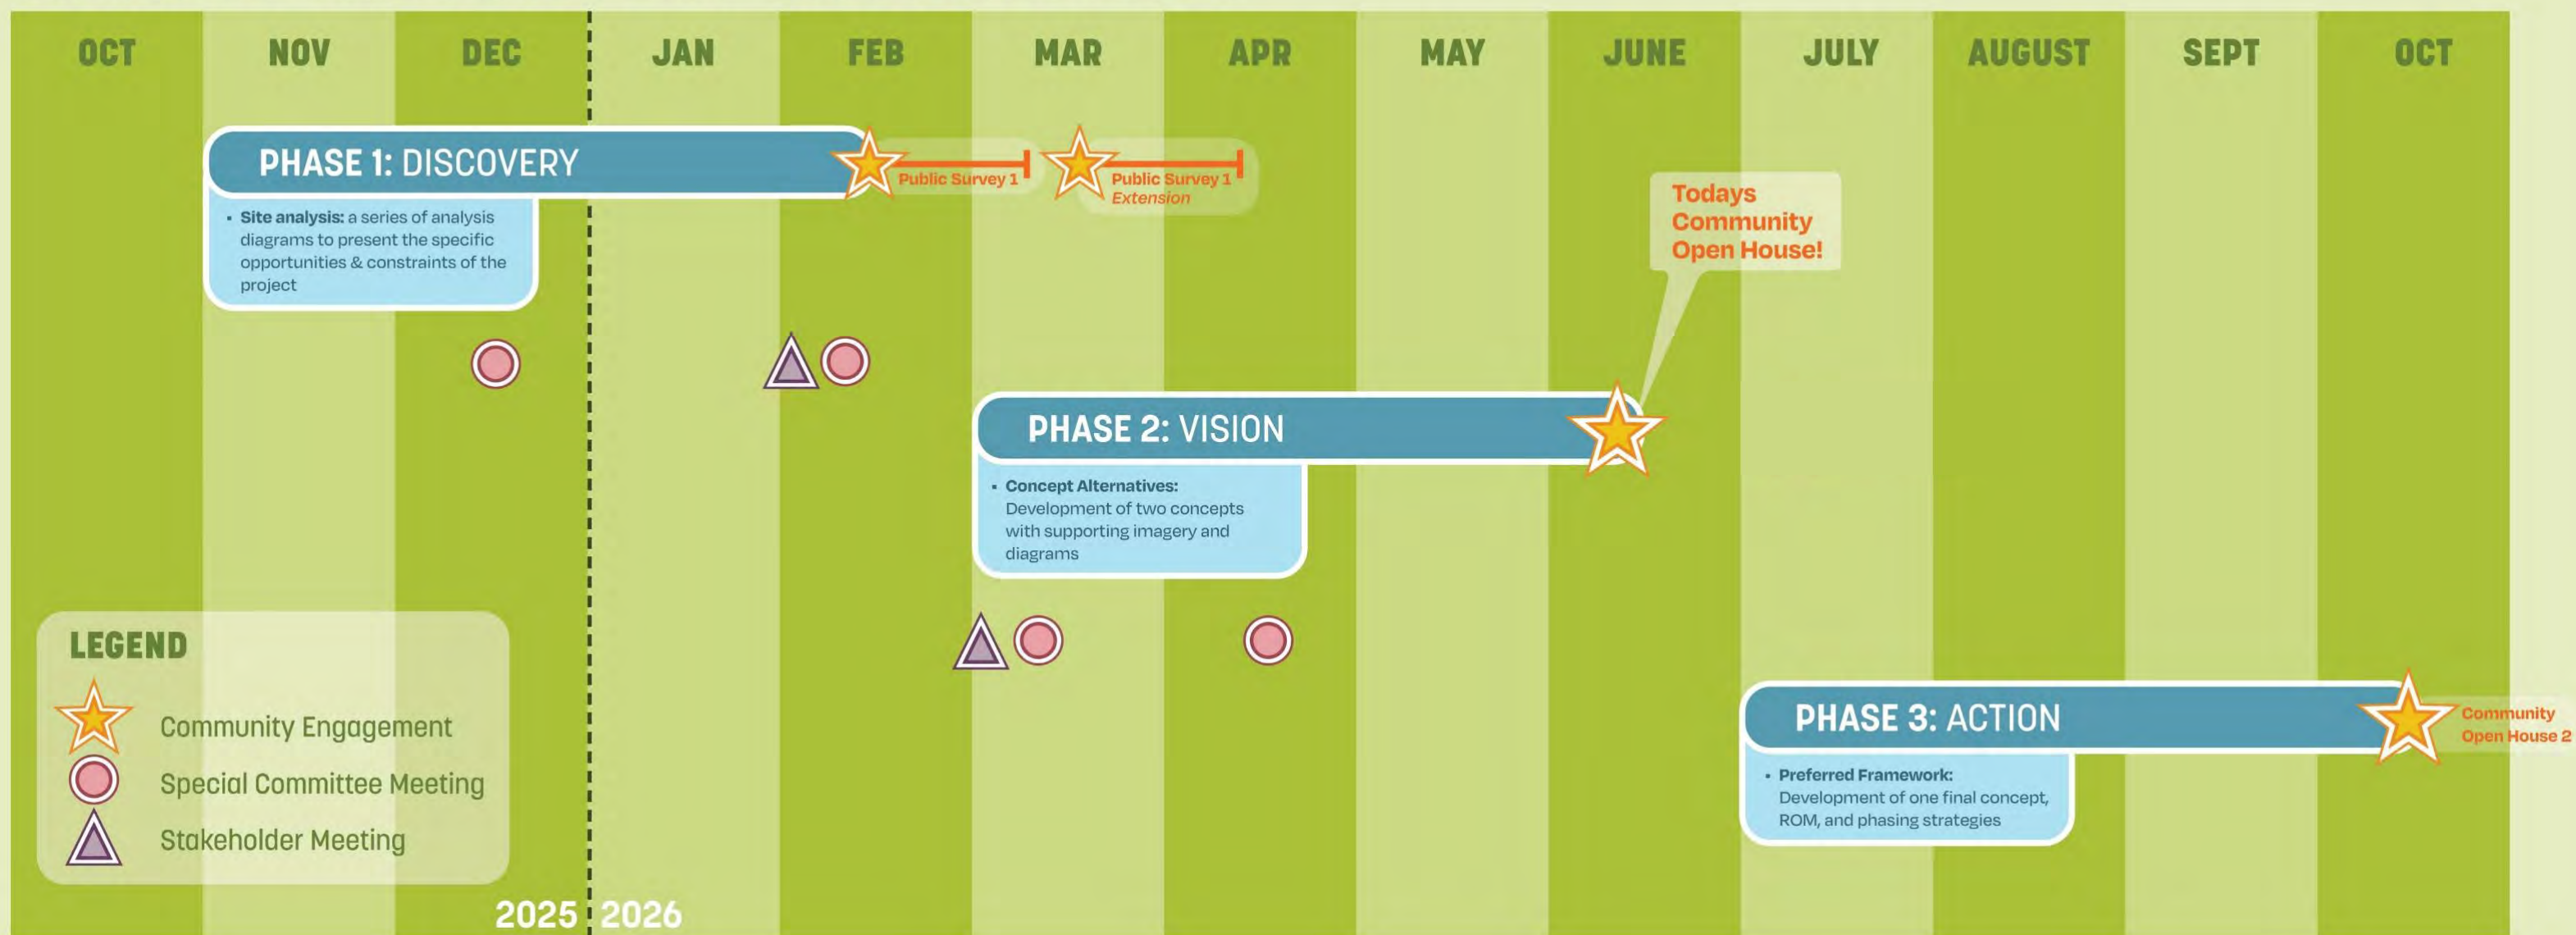 OCT NOV DEC JAN FEB MAR APR MAY JUNE JULY AUGUST SEPT OCT
PHASE 1: DISCOVERY
Public Survey 1
Public Survey 1
Extension
▪ Site analysis: a series of analysis
diagrams to present the specific
opportunities & constraints of the
project
Todays
Community
Open House!
PHASE 2: VISION
▪ Concept Alternatives:
Development of two concepts
with supporting imagery and
diagrams
PHASE 3: ACTION
Community
Open House 2
• Preferred Framework:
Development of one final concept,
ROM, and phasing strategies
LEGEND
Community Engagement
Special Committee Meeting
Stakeholder Meeting
2025 2026